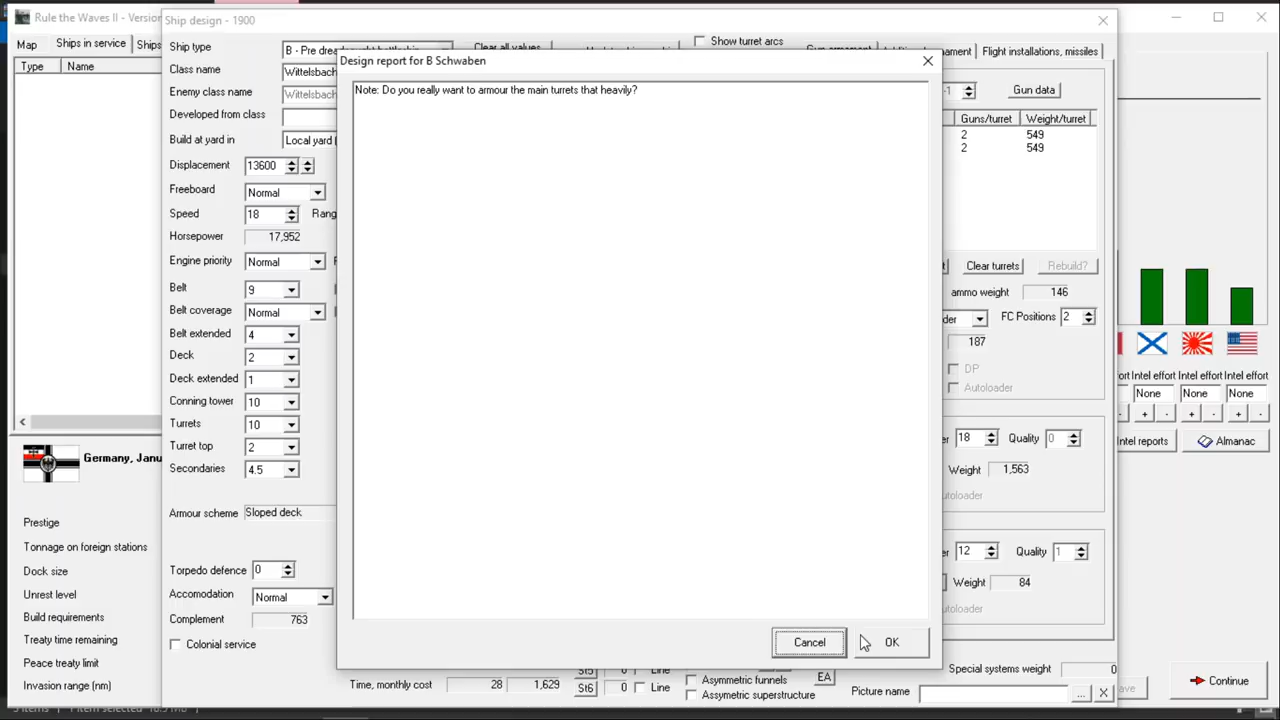 Rule the Waves II - Version
Ship design - 1900
Map
Ships in service
Ships
Type
Name
Ship type
B - Pre dreadnought battleship
Clear all values
Show turret arcs
Flight installations, missiles
Design report for B Schwaben
Class name
Wittelsbach
Note: Do you really want to armour the main turrets that heavily?
-1
Gun data
Enemy class name
Wittelsbach
Developed from class
Guns/turret
Weight/turret
2
549
2
549
Build at yard in
Local yard
Displacement
13600
Freeboard
Normal
Speed
18
Rang
Horsepower
17,952
Engine priority
Normal
Clear turrets
Rebuild?
Belt
9
ammo weight
146
Belt coverage
Normal
FC Positions
2
Belt extended
4
187
Deck
2
DP
Deck extended
1
Autoloader
Conning tower
10
Turrets
10
Turret top
2
Secondaries
4.5
18
Quality
0
Weight
1,563
utoloader
Armour scheme
Sloped deck
Torpedo defence
0
12
Quality
1
Accomodation
Normal
Weight
84
Complement
763
utoloader
Colonial service
Cancel
OK
Time, monthly cost
28
1,629
St5
0
Line
St6
0
Line
Asymmetric funnels
EA
Assymetric superstructure
Special systems weight
0
Picture name
...
X
ave
Intel effort
Intel effort
Intel effort
None
None
None
+
-
+
-
+
-
ntel reports
Almanac
Continue
Germany, Janu
Prestige
Tonnage on foreign stations
Dock size
Unrest level
Build requirements
Treaty time remaining
Peace treaty limit
Invasion range (nm)